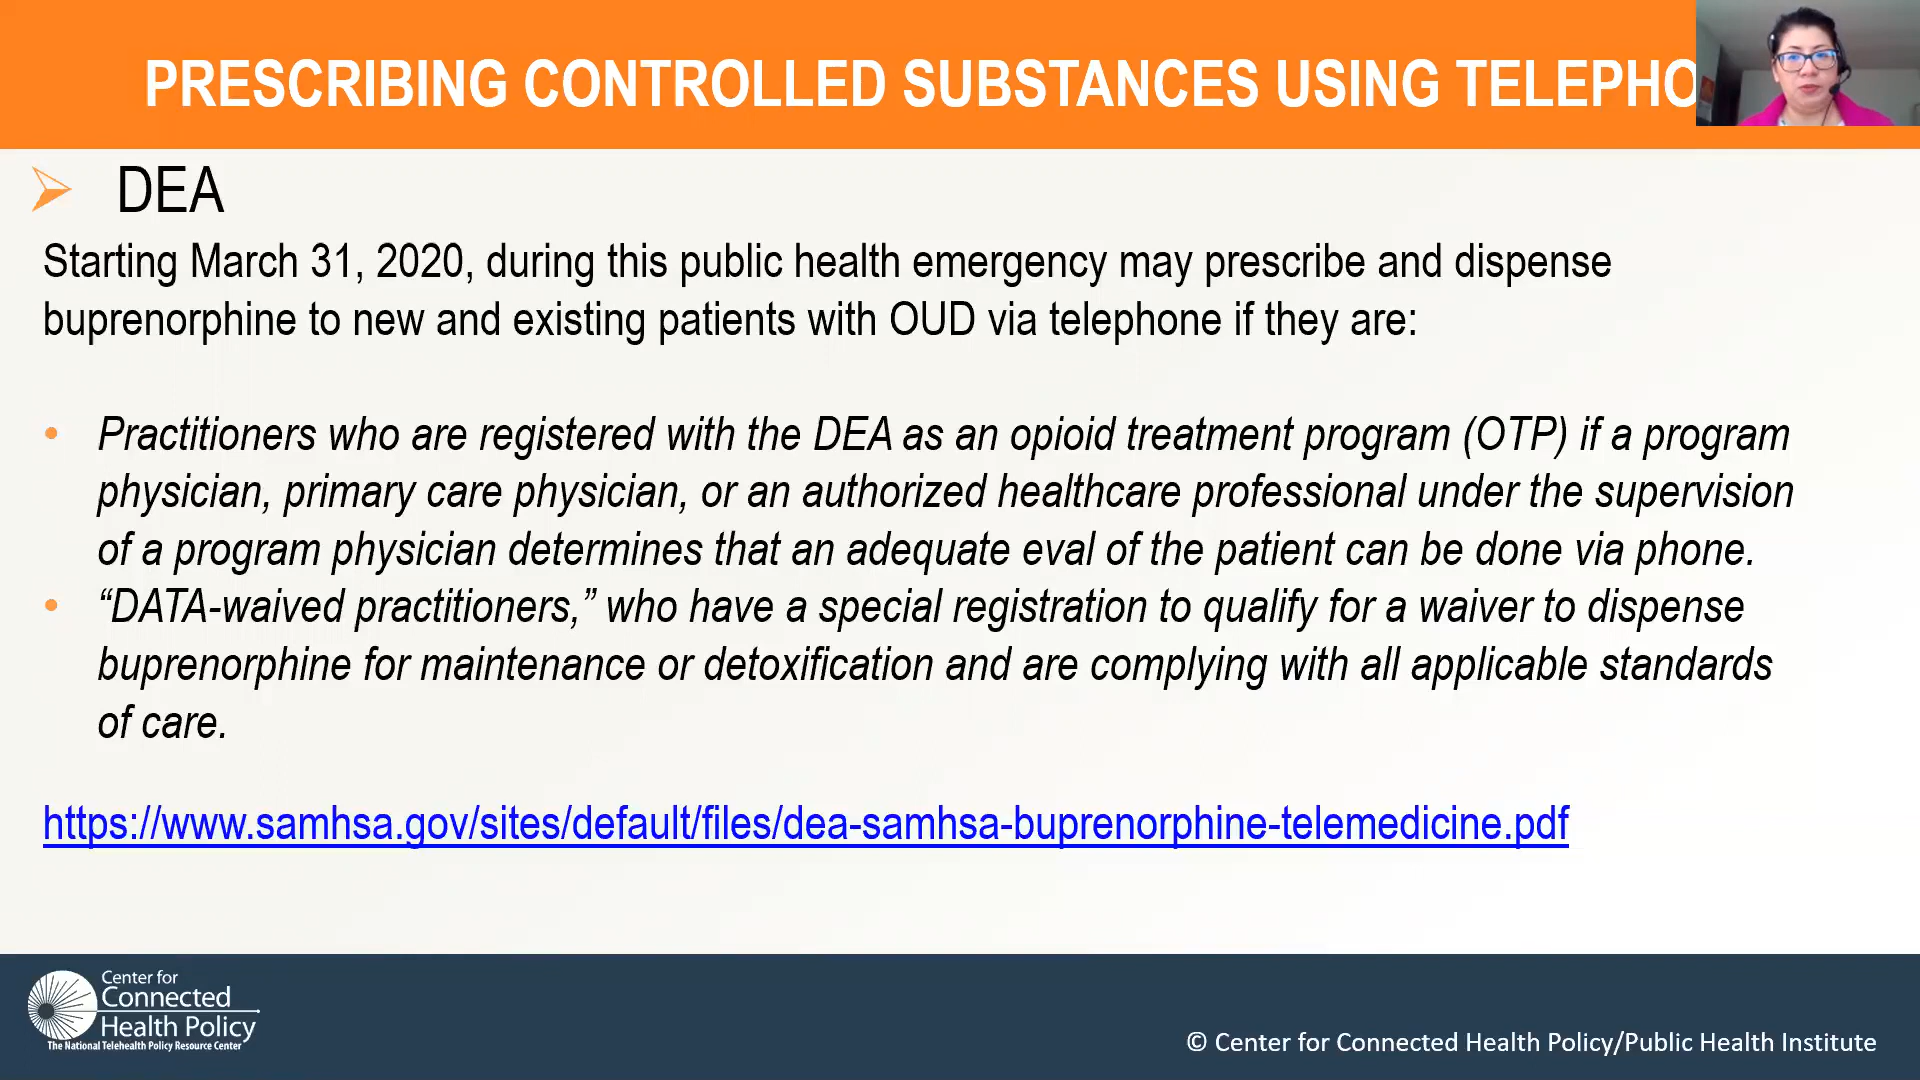 PRESCRIBING CONTROLLED SUBSTANCES USING TELEPHO
DEA
Starting March 31, 2020, during this public health emergency may prescribe and dispense
buprenorphine to new and existing patients with OUD via telephone if they are:
• Practitioners who are registered with the DEA as an opioid treatment program (OTP) if a program
physician, primary care physician, or an authorized healthcare professional under the supervision
of a program physician determines that an adequate eval of the patient can be done via phone.
• “DATA-waived practitioners,” who have a special registration to qualify for a waiver to dispense
buprenorphine for maintenance or detoxification and are complying with all applicable standards
of care.
https://www.samhsa.gov/sites/default/files/dea-samhsa-buprenorphine-telemedicine.pdf
Center for
Connected
Health Policy
The National Telehealth Policy Resource Center
© Center for Connected Health Policy/Public Health Institute